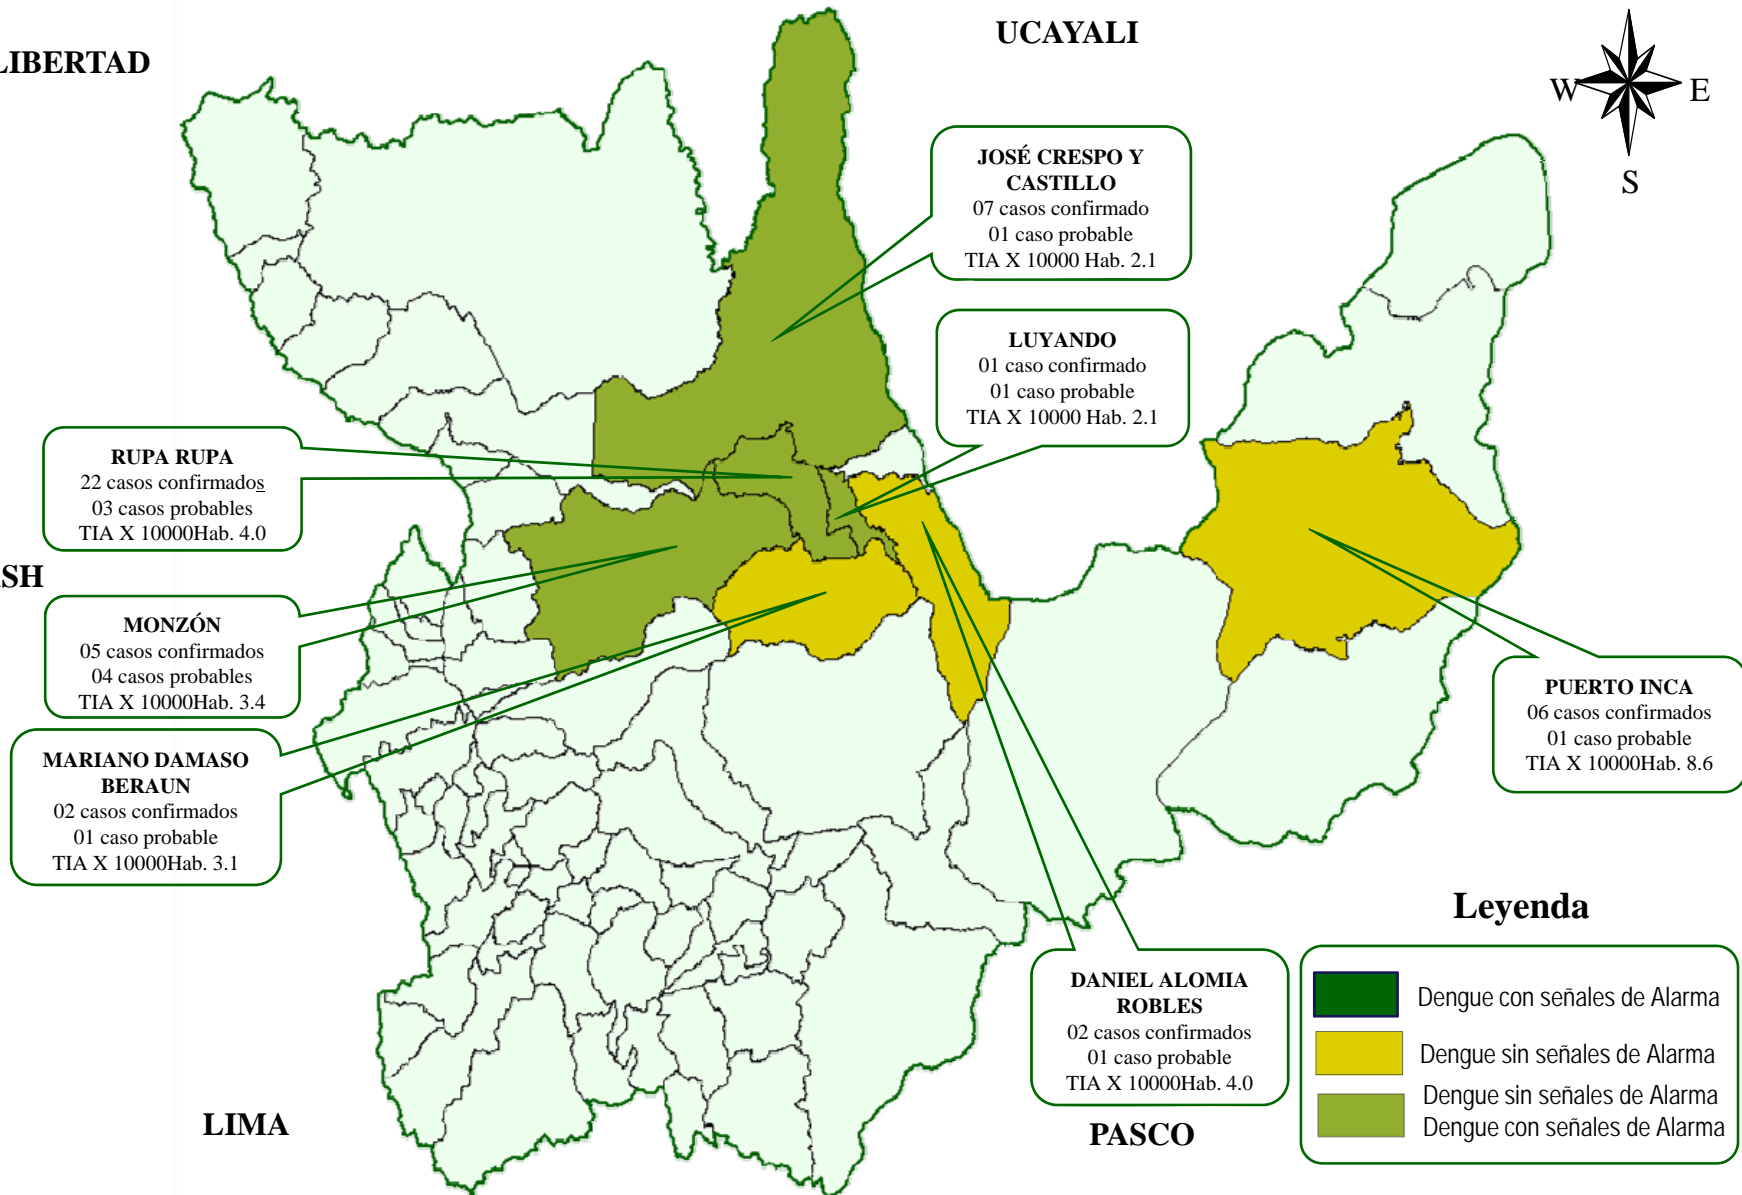 LIBERTAD
UCAYALI
W
E
S
JOSÉ CRESPO Y
CASTILLO
07 casos confirmado
01 caso probable
TIA X 10000 Hab. 2.1
LUYANDO
01 caso confirmado
01 caso probable
TIA X 10000 Hab. 2.1
RUPA RUPA
22 casos confirmados
03 casos probables
TIA X 10000Hab. 4.0
SH
MONZÓN
05 casos confirmados
04 casos probables
TIA X 10000Hab. 3.4
PUERTO INCA
06 casos confirmados
01 caso probable
TIA X 10000Hab. 8.6
MARIANO DAMASO
BERAUN
02 casos confirmados
01 caso probable
TIA X 10000Hab. 3.1
DANIEL ALOMIA
ROBLES
02 casos confirmados
01 caso probable
TIA X 10000Hab. 4.0
Leyenda
Dengue con señales de Alarma
Dengue sin señales de Alarma
Dengue sin señales de Alarma
Dengue con señales de Alarma
LIMA
PASCO